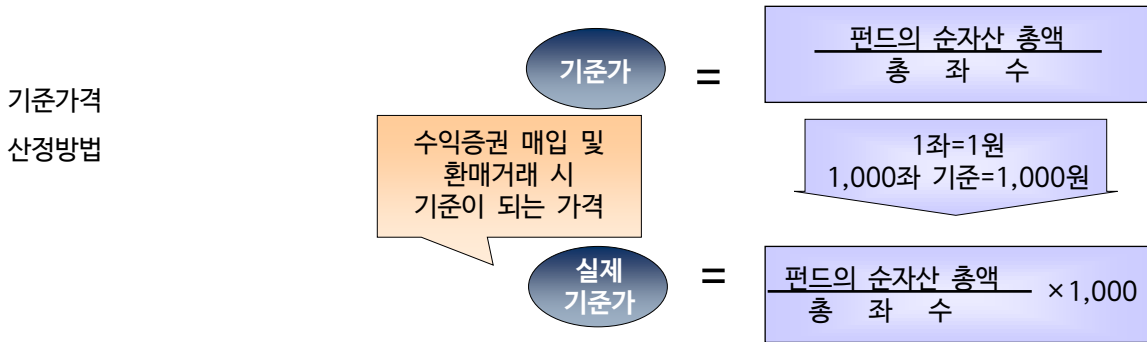 기준가격
산정방법
기준가
=
펀드의 순자산 총액
총 좌 수
수익증권 매입 및
환매거래 시
기준이 되는 가격
1좌=1원
1,000좌 기준=1,000원
실제
기준가
=
펀드의 순자산 총액
총 좌 수
×1,000